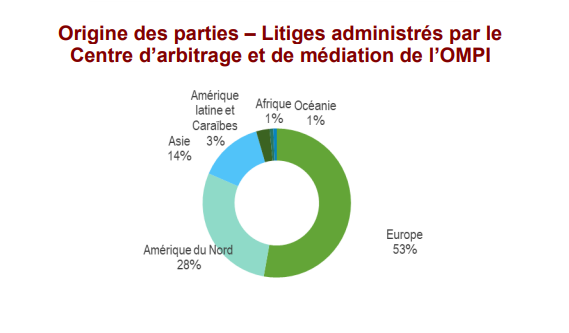 Origine des parties – Litiges administrés par le
Centre d’arbitrage et de médiation de l’OMPI
Amérique
latine et
Caraïbes
3%
Afrique
1%
Océanie
1%
Asie
14%
Europe
53%
Amérique du Nord
28%